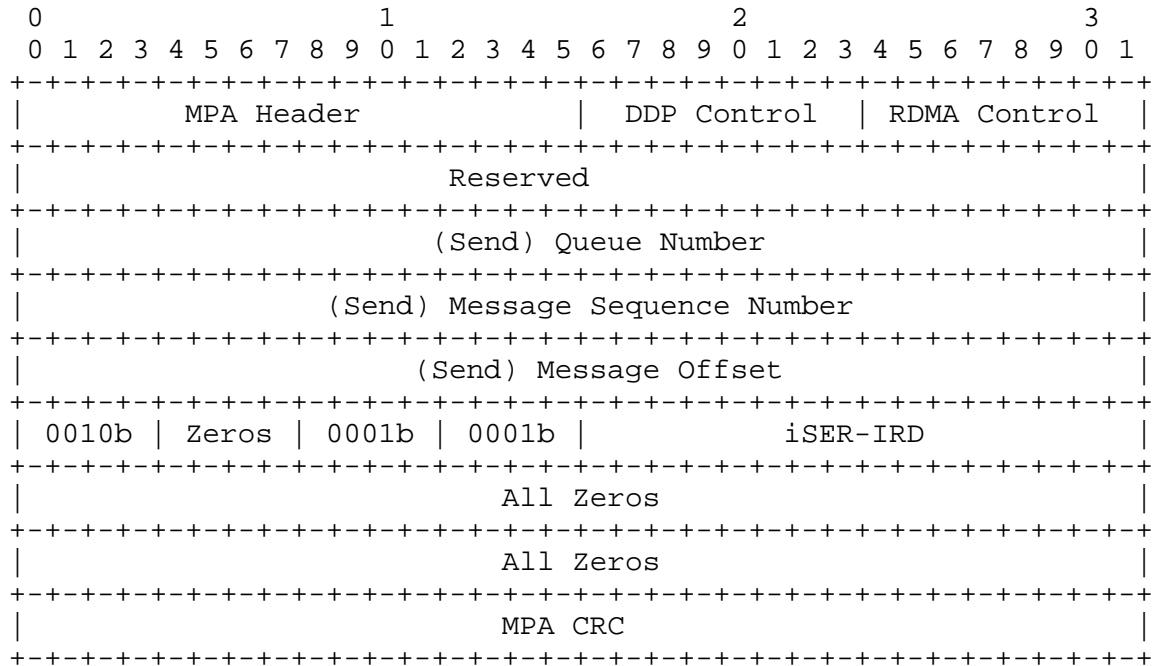 0                   1                   2                   3
 0 1 2 3 4 5 6 7 8 9 0 1 2 3 4 5 6 7 8 9 0 1 2 3 4 5 6 7 8 9 0 1
+-+-+-+-+-+-+-+-+-+-+-+-+-+-+-+-+-+-+-+-+-+-+-+-+-+-+-+-+-+-+-+-+
|         MPA Header            |  DDP Control  | RDMA Control  |
+-+-+-+-+-+-+-+-+-+-+-+-+-+-+-+-+-+-+-+-+-+-+-+-+-+-+-+-+-+-+-+-+
|                        Reserved                               |
+-+-+-+-+-+-+-+-+-+-+-+-+-+-+-+-+-+-+-+-+-+-+-+-+-+-+-+-+-+-+-+-+
|                       (Send) Queue Number                     |
+-+-+-+-+-+-+-+-+-+-+-+-+-+-+-+-+-+-+-+-+-+-+-+-+-+-+-+-+-+-+-+-+
|                 (Send) Message Sequence Number                |
+-+-+-+-+-+-+-+-+-+-+-+-+-+-+-+-+-+-+-+-+-+-+-+-+-+-+-+-+-+-+-+-+
|                      (Send) Message Offset                    |
+-+-+-+-+-+-+-+-+-+-+-+-+-+-+-+-+-+-+-+-+-+-+-+-+-+-+-+-+-+-+-+-+
| 0010b | Zeros | 0001b | 0001b |           iSER-IRD            |
+-+-+-+-+-+-+-+-+-+-+-+-+-+-+-+-+-+-+-+-+-+-+-+-+-+-+-+-+-+-+-+-+
|                           All Zeros                           |
+-+-+-+-+-+-+-+-+-+-+-+-+-+-+-+-+-+-+-+-+-+-+-+-+-+-+-+-+-+-+-+-+
|                           All Zeros                           |
+-+-+-+-+-+-+-+-+-+-+-+-+-+-+-+-+-+-+-+-+-+-+-+-+-+-+-+-+-+-+-+-+
|                           MPA CRC                             |
+-+-+-+-+-+-+-+-+-+-+-+-+-+-+-+-+-+-+-+-+-+-+-+-+-+-+-+-+-+-+-+-+